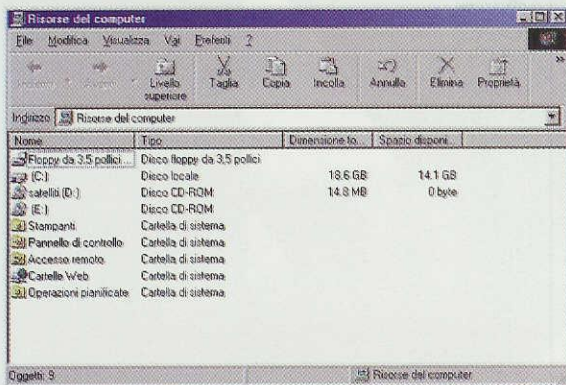 Risorse del computer
File Modifica Visualizza Vai Preferiti ?
Livello superiore Taglia Copia Incolla Annulla Elimina Proprietà »
Indirizzo Risorse del computer
Nome Tipo Dimensione to... Spazio disponi...
Floppy da 3,5 pollici ... Disco floppy da 3,5 pollici
(C:) Disco locale 18.6 GB 14.1 GB
satelliti (D:) Disco CD-ROM 14.8 MB 0 byte
(E:) Disco CD-ROM
Stampanti Cartella di sistema
Pannello di controllo Cartella di sistema
Accesso remoto Cartella di sistema
Cartelle Web Cartella di sistema
Operazioni pianificate Cartella di sistema
Oggetti: 9 Risorse del computer